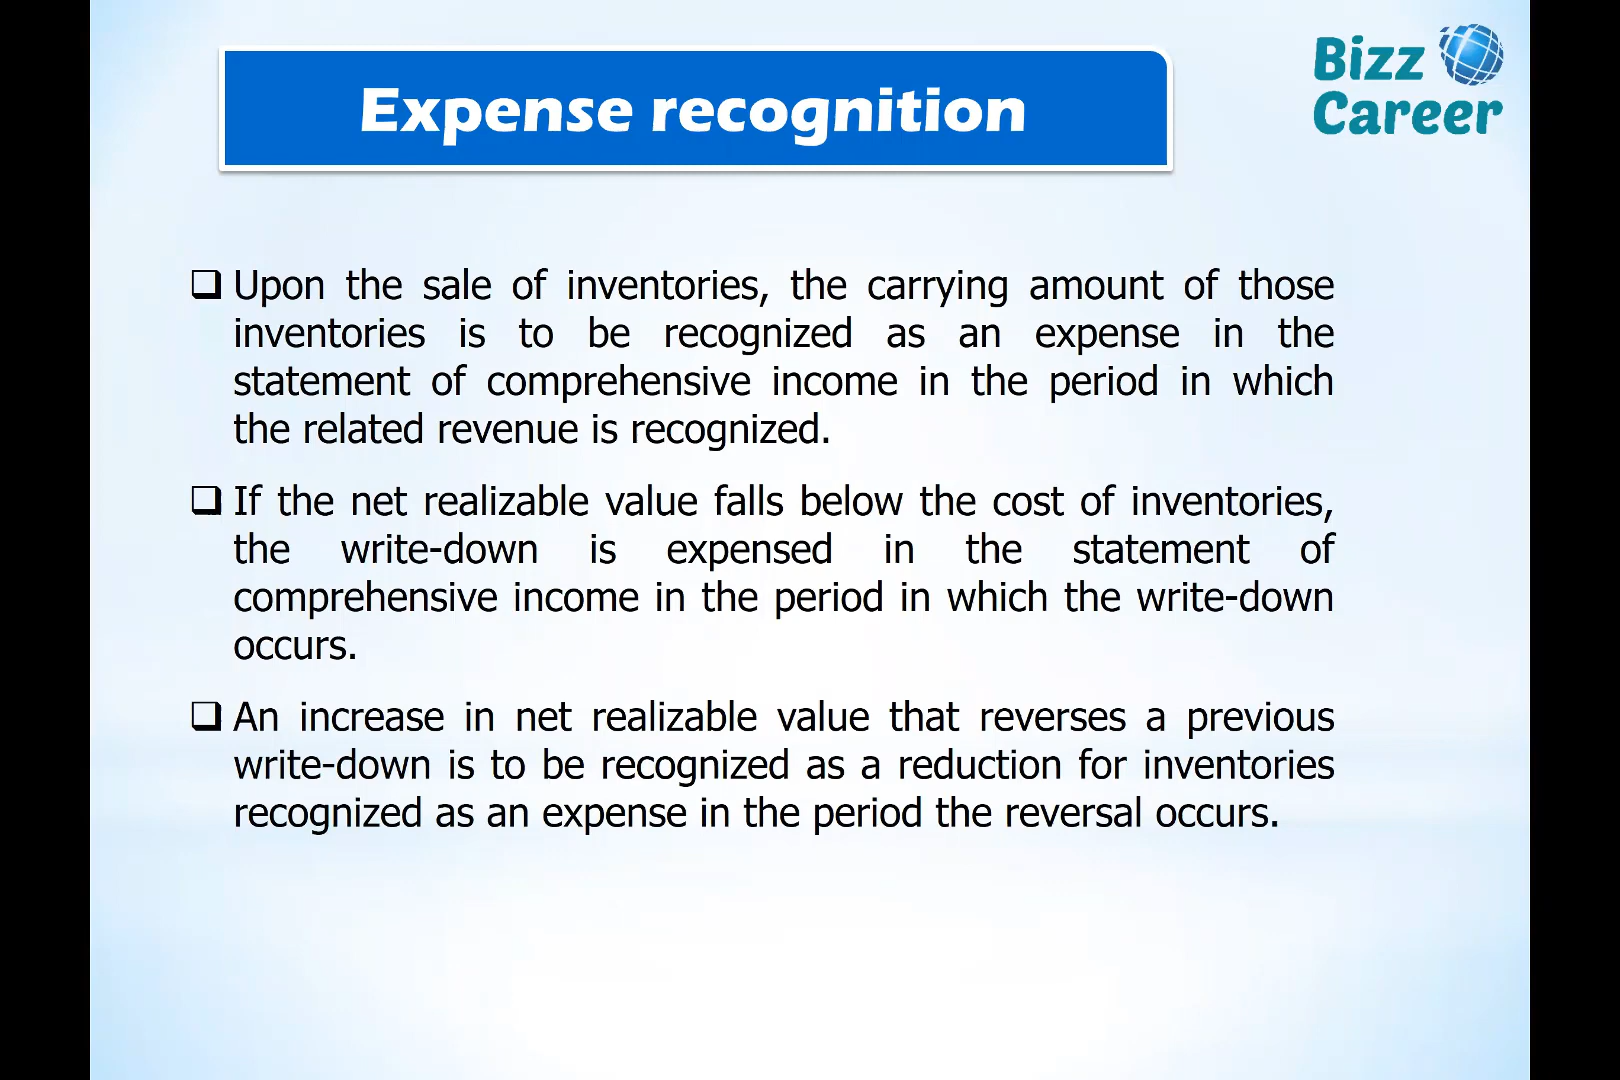 Bizz
Career
Expense recognition
❑ Upon the sale of inventories, the carrying amount of those
inventories is to be recognized as an expense in the
statement of comprehensive income in the period in which
the related revenue is recognized.
❑ If the net realizable value falls below the cost of inventories,
the write-down is expensed in the statement of
comprehensive income in the period in which the write-down
occurs.
❑ An increase in net realizable value that reverses a previous
write-down is to be recognized as a reduction for inventories
recognized as an expense in the period the reversal occurs.